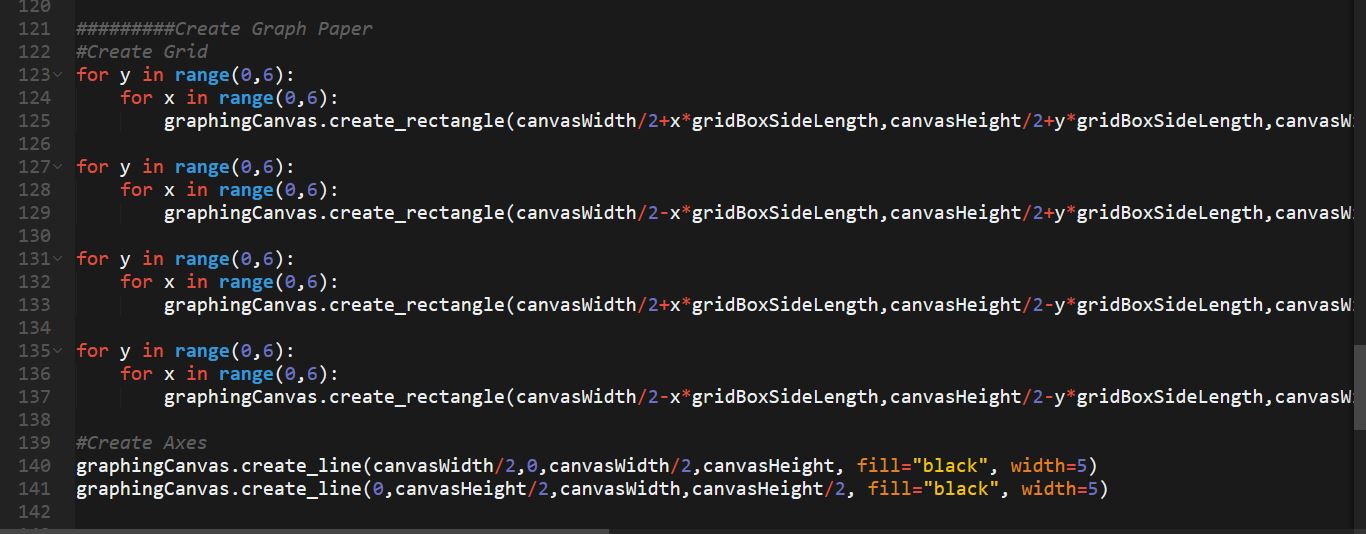 120
121 #########Create Graph Paper
122 #Create Grid
123 for y in range(0,6):
124     for x in range(0,6):
125         graphingCanvas.create_rectangle(canvasWidth/2+x*gridBoxSideLength,canvasHeight/2+y*gridBoxSideLength,canvasW
126
127 for y in range(0,6):
128     for x in range(0,6):
129         graphingCanvas.create_rectangle(canvasWidth/2-x*gridBoxSideLength,canvasHeight/2+y*gridBoxSideLength,canvasW
130
131 for y in range(0,6):
132     for x in range(0,6):
133         graphingCanvas.create_rectangle(canvasWidth/2+x*gridBoxSideLength,canvasHeight/2-y*gridBoxSideLength,canvasW
134
135 for y in range(0,6):
136     for x in range(0,6):
137         graphingCanvas.create_rectangle(canvasWidth/2-x*gridBoxSideLength,canvasHeight/2-y*gridBoxSideLength,canvasW
138
139 #Create Axes
140 graphingCanvas.create_line(canvasWidth/2,0,canvasWidth/2,canvasHeight, fill="black", width=5)
141 graphingCanvas.create_line(0,canvasHeight/2,canvasWidth,canvasHeight/2, fill="black", width=5)
142